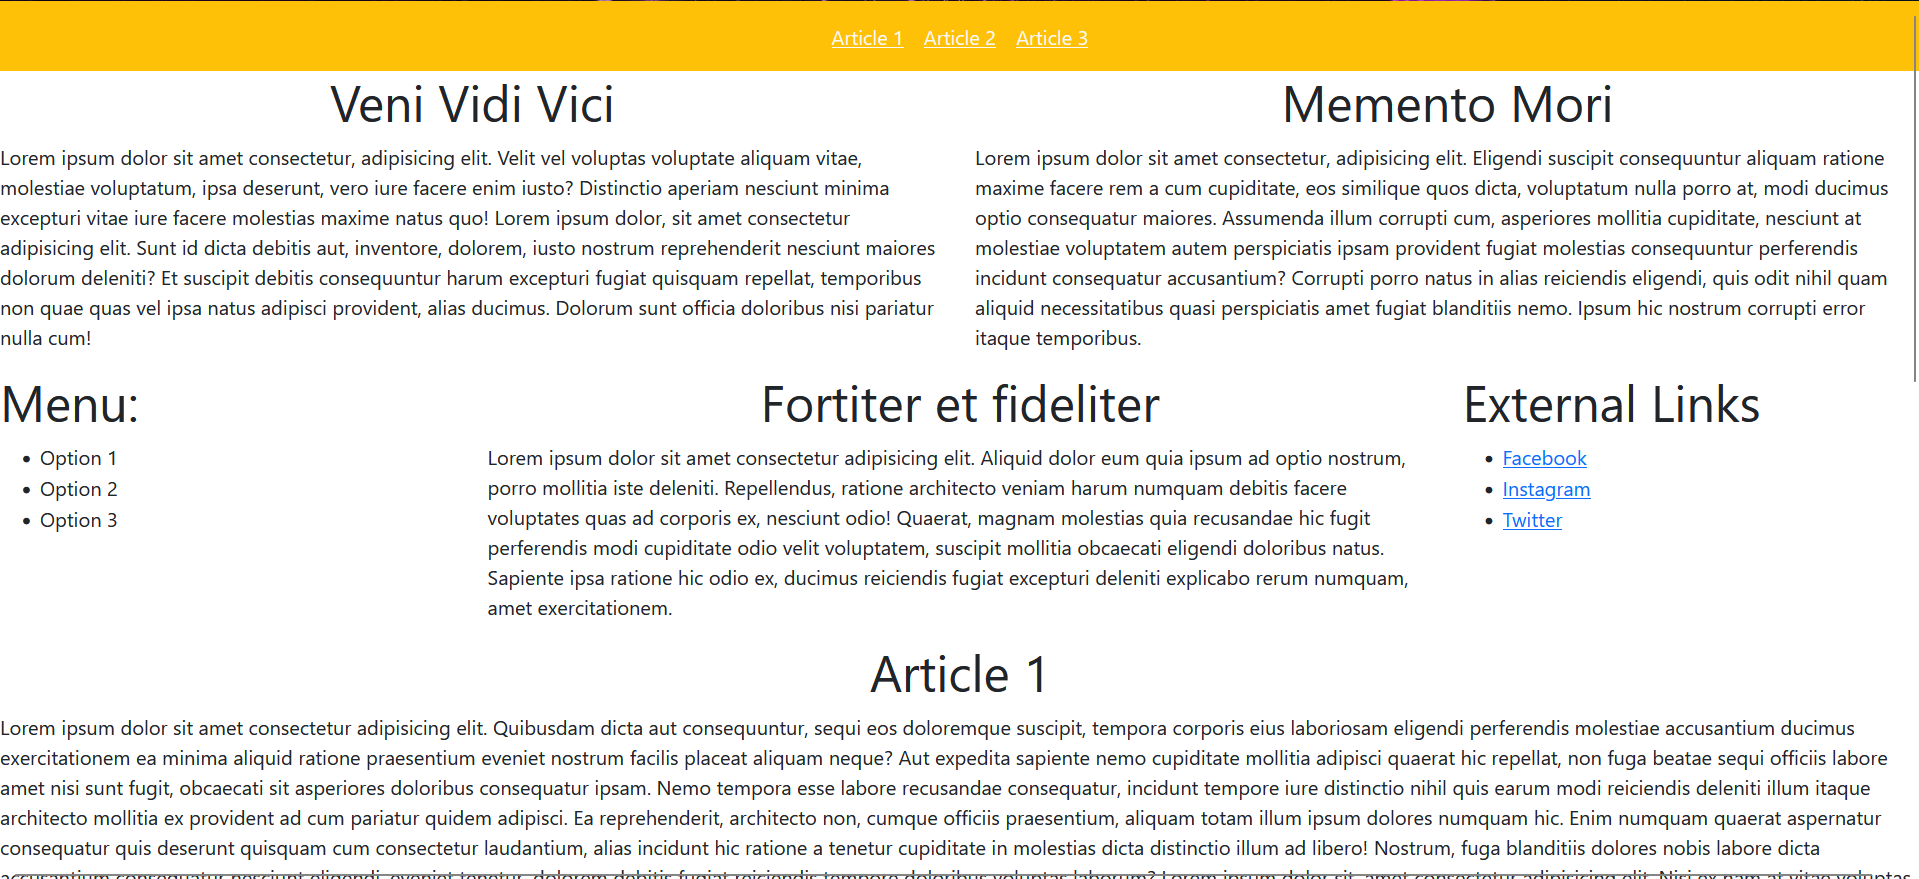 Article 1 Article 2 Article 3
Veni Vidi Vici
Lorem ipsum dolor sit amet consectetur, adipisicing elit. Velit vel voluptas voluptate aliquam vitae,
molestiae voluptatum, ipsa deserunt, vero iure facere enim iusto? Distinctio aperiam nesciunt minima
excepturi vitae iure facere molestias maxime natus quo! Lorem ipsum dolor, sit amet consectetur
adipisicing elit. Sunt id dicta debitis aut, inventore, dolorem, iusto nostrum reprehenderit nesciunt maiores
dolorum deleniti? Et suscipit debitis consequuntur harum excepturi fugiat quisquam repellat, temporibus
non quae quas vel ipsa natus adipisci provident, alias ducimus. Dolorum sunt officia doloribus nisi pariatur
nulla cum!
Memento Mori
Lorem ipsum dolor sit amet consectetur, adipisicing elit. Eligendi suscipit consequuntur aliquam ratione
maxime facere rem a cum cupiditate, eos similique quos dicta, voluptatum nulla porro at, modi ducimus
optio consequatur maiores. Assumenda illum corrupti cum, asperiores mollitia cupiditate, nesciunt at
molestiae voluptatem autem perspiciatis ipsam provident fugiat molestias consequuntur perferendis
incidunt consequatur accusantium? Corrupti porro natus in alias reiciendis eligendi, quis odit nihil quam
aliquid necessitatibus quasi perspiciatis amet fugiat blanditiis nemo. Ipsum hic nostrum corrupti error
itaque temporibus.
Menu:
Option 1
Option 2
Option 3
Fortiter et fideliter
Lorem ipsum dolor sit amet consectetur adipisicing elit. Aliquid dolor eum quia ipsum ad optio nostrum,
porro mollitia iste deleniti. Repellendus, ratione architecto veniam harum numquam debitis facere
voluptates quas ad corporis ex, nesciunt odio! Quaerat, magnam molestias quia recusandae hic fugit
perferendis modi cupiditate odio velit voluptatem, suscipit mollitia obcaecati eligendi doloribus natus.
Sapiente ipsa ratione hic odio ex, ducimus reiciendis fugiat excepturi deleniti explicabo rerum numquam,
amet exercitationem.
External Links
Facebook
Instagram
Twitter
Article 1
Lorem ipsum dolor sit amet consectetur adipisicing elit. Quibusdam dicta aut consequuntur, sequi eos doloremque suscipit, tempora corporis eius laboriosam eligendi perferendis molestiae accusantium ducimus
exercitationem ea minima aliquid ratione praesentium eveniet nostrum facilis placeat aliquam neque? Aut expedita sapiente nemo cupiditate mollitia adipisci quaerat hic repellat, non fuga beatae sequi officiis labore
amet nisi sunt fugit, obcaecati sit asperiores doloribus consequatur ipsam. Nemo tempora esse labore recusandae consequatur, incidunt tempore iure distinctio nihil quis earum modi reiciendis deleniti illum itaque
architecto mollitia ex provident ad cum pariatur quidem adipisci. Ea reprehenderit, architecto non, cumque officiis praesentium, aliquam totam illum ipsum dolores numquam hic. Enim numquam quaerat aspernatur
consequatur quis deserunt quisquam cum consectetur laudantium, alias incidunt hic ratione a tenetur cupiditate in molestias dicta distinctio illum ad libero! Nostrum, fuga blanditiis dolores nobis labore dicta